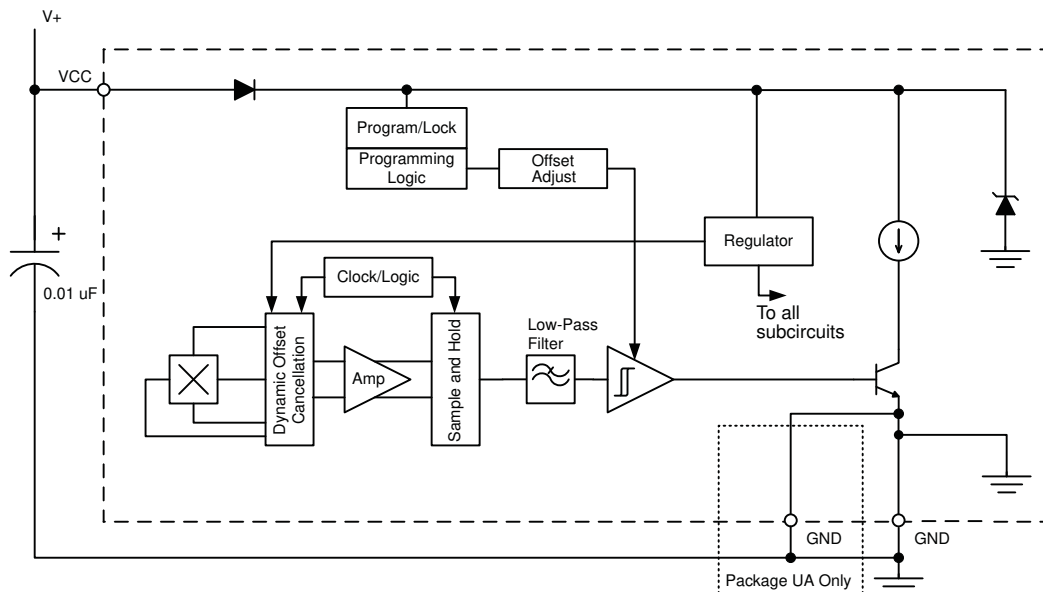 V+
VCC
Program/Lock
Programming
Logic
Offset
Adjust
+
Regulator
0.01 uF
Clock/Logic
To all
subcircuits
Low-Pass
Filter
Dynamic Offset
Cancellation
Amp
Sample and Hold
GND
GND
Package UA Only